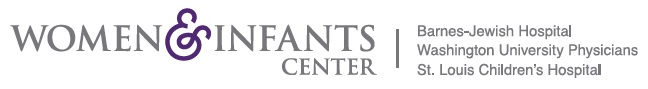 WOMEN & INFANTS
CENTER
Barnes-Jewish Hospital
Washington University Physicians
St. Louis Children's Hospital